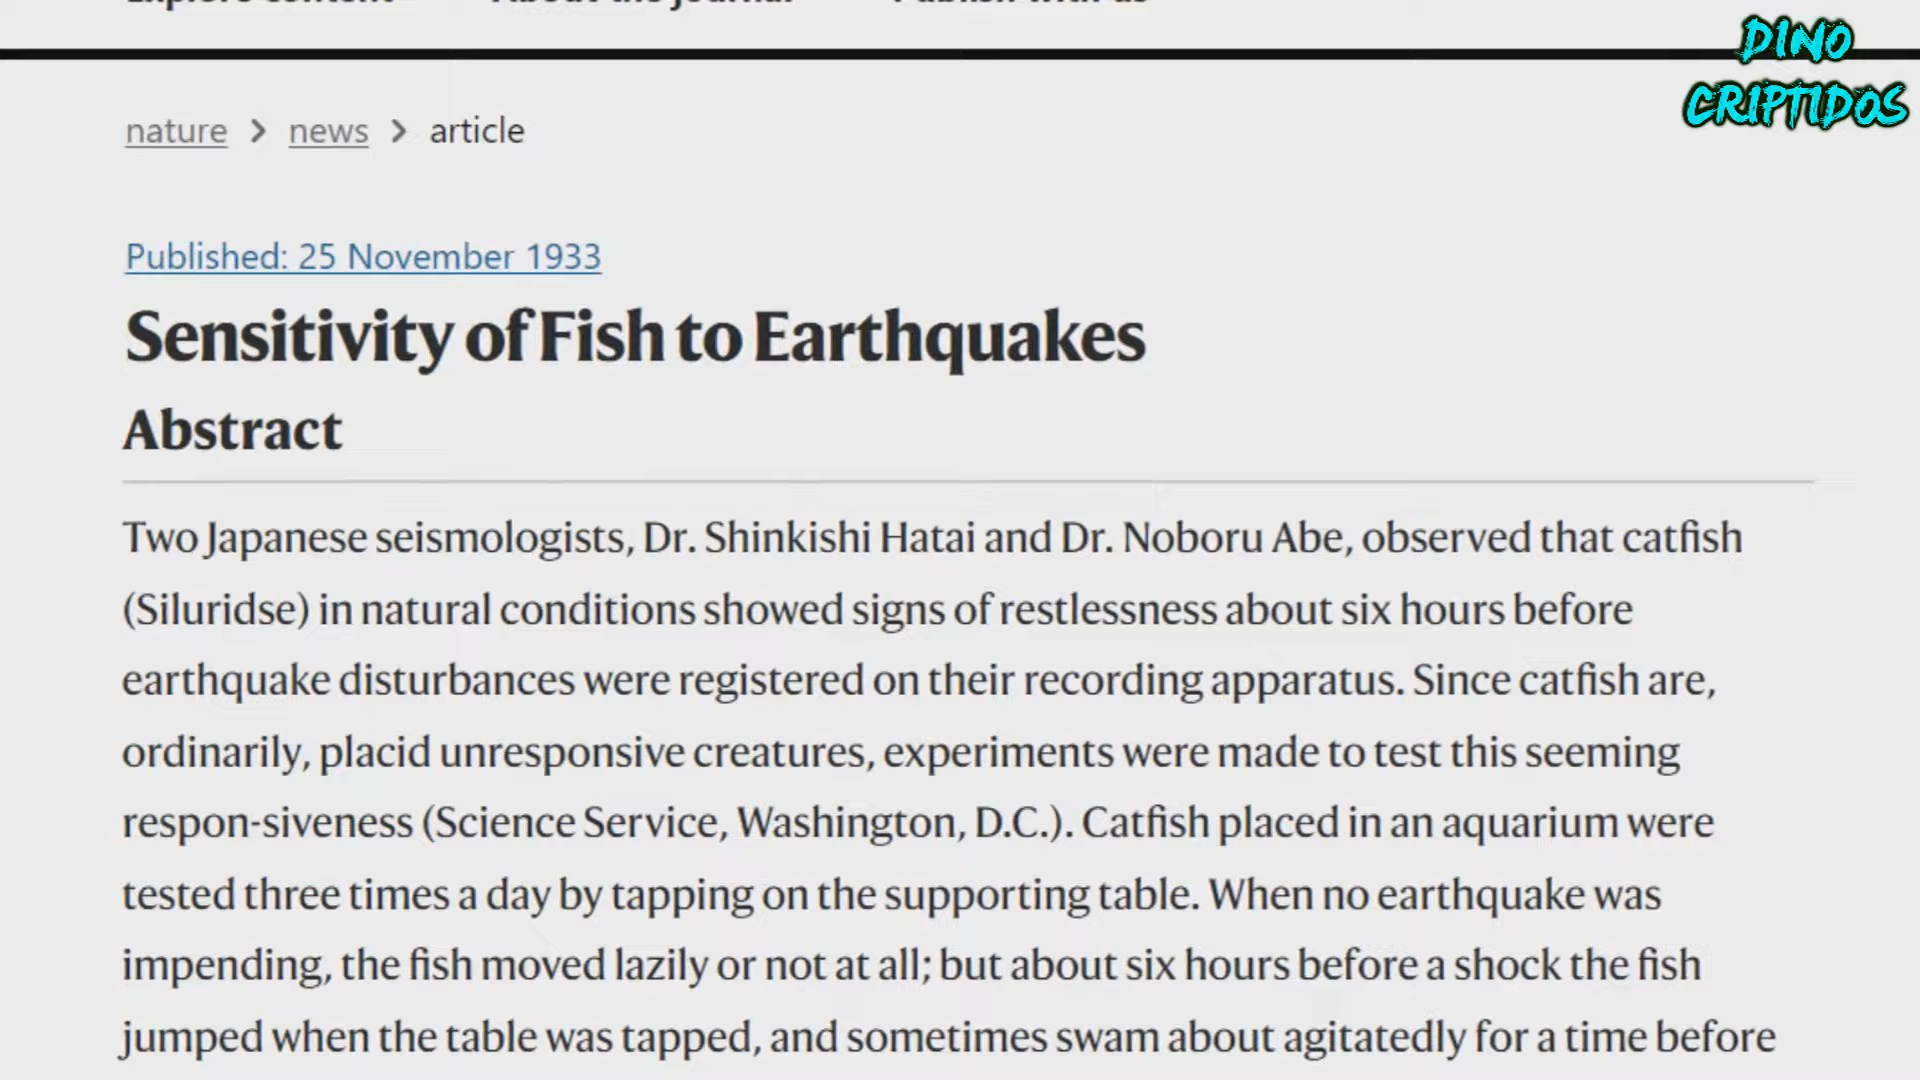 DINO
CRIPTIDOS
nature > news > article
Published: 25 November 1933
Sensitivity of Fish to Earthquakes
Abstract
Two Japanese seismologists, Dr. Shinkishi Hatai and Dr. Noboru Abe, observed that catfish
(Siluridse) in natural conditions showed signs of restlessness about six hours before
earthquake disturbances were registered on their recording apparatus. Since catfish are,
ordinarily, placid unresponsive creatures, experiments were made to test this seeming
respon-siveness (Science Service, Washington, D.C.). Catfish placed in an aquarium were
tested three times a day by tapping on the supporting table. When no earthquake was
impending, the fish moved lazily or not at all; but about six hours before a shock the fish
jumped when the table was tapped, and sometimes swam about agitatedly for a time before